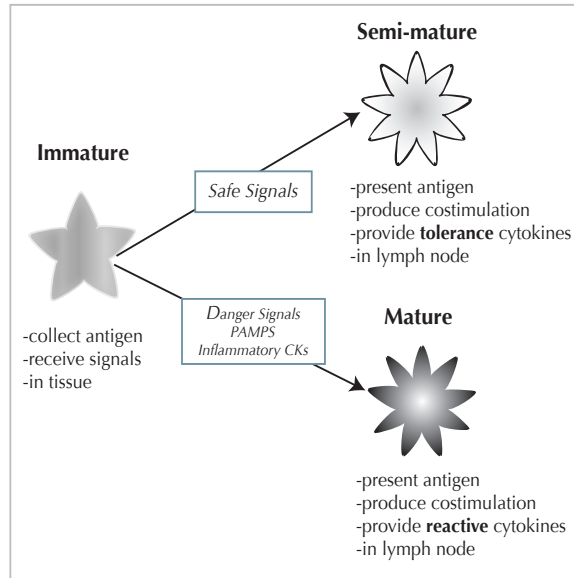 Semi-mature
Immature
Safe Signals
-present antigen
-produce costimulation
-provide tolerance cytokines
-in lymph node
Danger Signals
PAMPS
Inflammatory CKs
-collect antigen
-receive signals
-in tissue
Mature
-present antigen
-produce costimulation
-provide reactive cytokines
-in lymph node